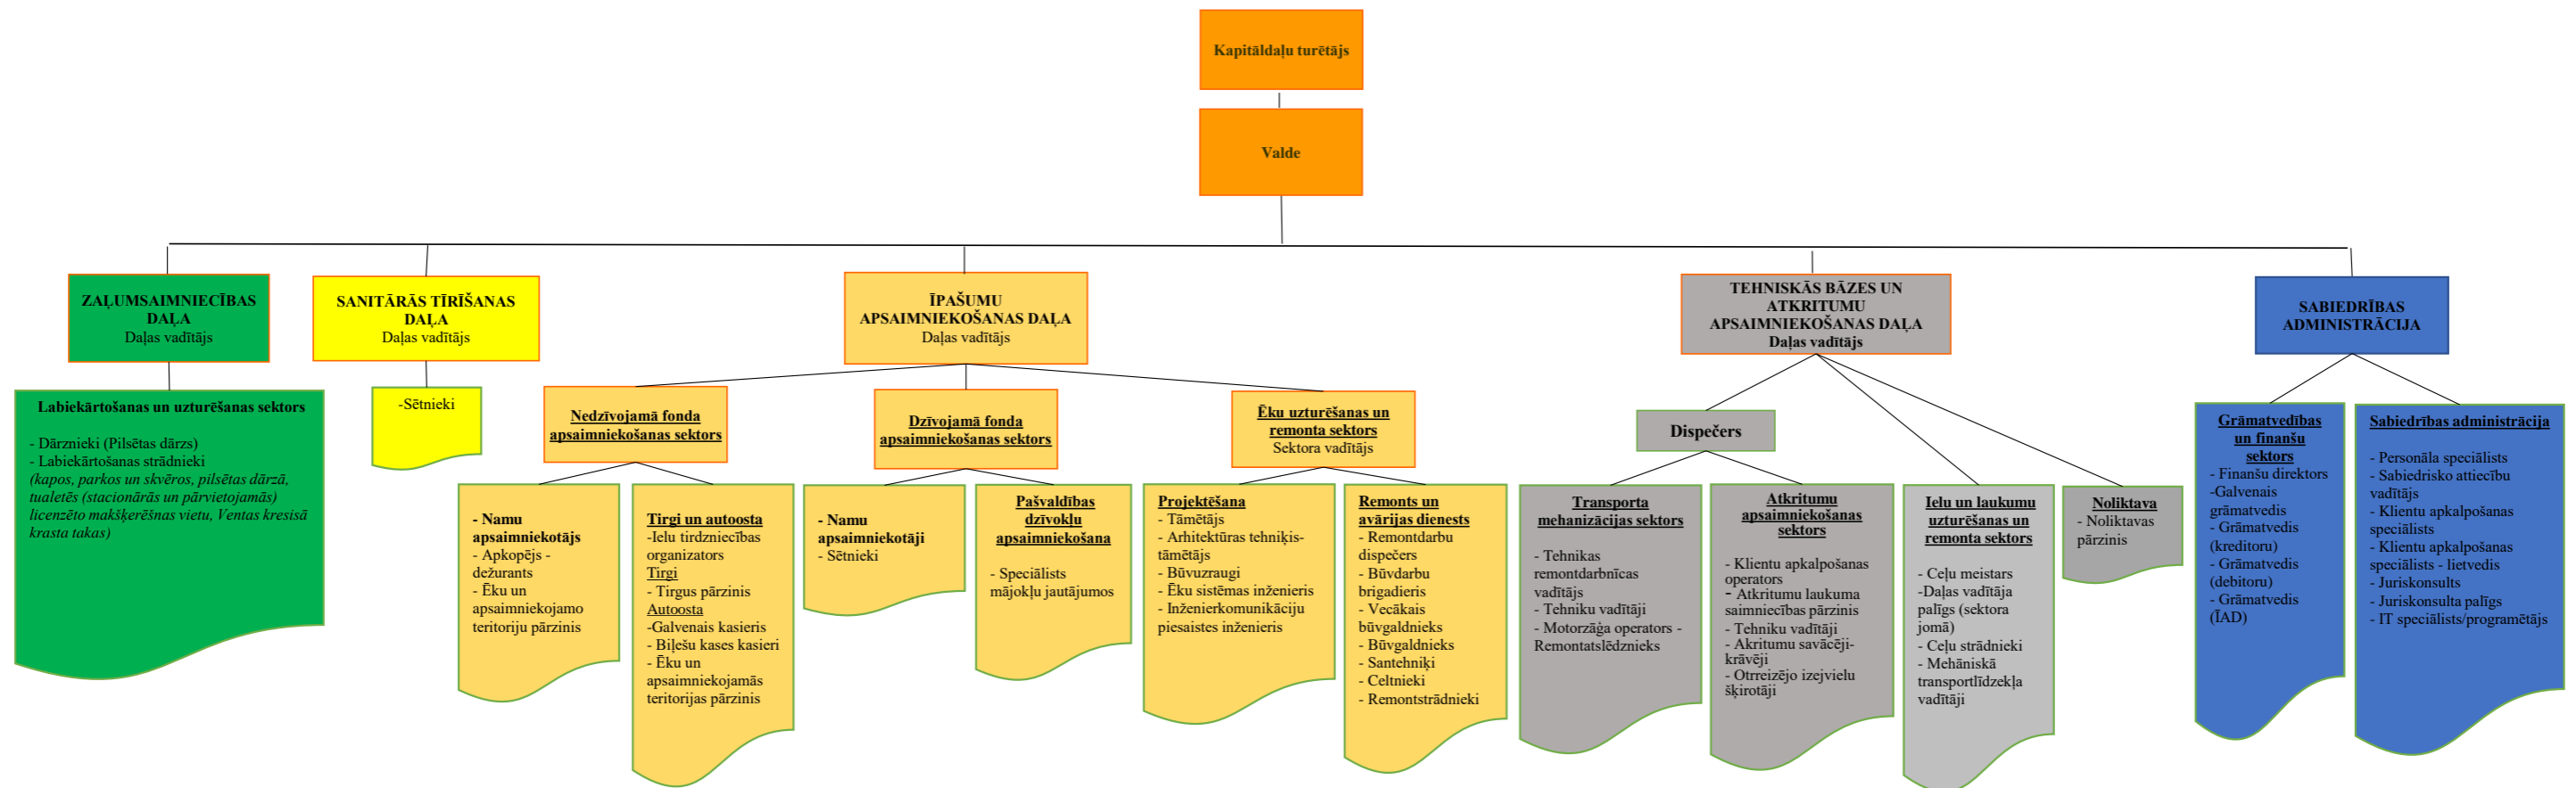 Kapitāldaļu turētājs
Valde
ZAĻUMSAIMNIECĪBAS
DAĻA
Daļas vadītājs
SANITĀRĀS TĪRĪŠANAS
DAĻA
Daļas vadītājs
ĪPAŠUMU
APSAIMNIEKOŠANAS DAĻA
Daļas vadītājs
TEHNISKĀS BĀZES UN
ATKRITUMU
APSAIMNIEKOŠANAS DAĻA
Daļas vadītājs
SABIEDRĪBAS
ADMINISTRĀCIJA
Labiekārtošanas un uzturēšanas sektors
- Dārznieki (Pilsētas dārzs)
- Labiekārtošanas strādnieki
(kapos, parkos un skvēros, pilsētas dārzā,
tualetēs (stacionārās un pārvietojamās)
licenzēto makšķerēšnas vietu, Ventas kresisā
krasta takas)
-Sētnieki
Nedzīvojamā fonda
apsaimniekošanas sektors
Dzīvojamā fonda
apsaimniekošanas sektors
Ēku uzturēšanas un
remonta sektors
Sektora vadītājs
- Namu
apsaimniekotājs
- Apkopējs -
dežurants
- Ēku un
apsaimniekojamo
teritoriju pārzinis
Tirgi un autoosta
-Ielu tirdzniecības
organizators
Tirgi
- Tirgus pārzinis
Autoosta
-Galvenais kasieris
- Biļešu kases kasieri
- Ēku un
apsaimniekojamās
teritorijas pārzinis
- Namu
apsaimniekotāji
- Sētnieki
Pašvaldības
dzīvokļu
apsaimniekošana
- Speciālists
mājokļu jautājumos
Projektēšana
- Tāmētājs
- Arhitektūras tehniķis-
tāmētājs
- Būvuzraugi
- Ēku sistēmas inženieris
- Inženierkomunikāciju
piesaistes inženieris
Remonts un
avārijas dienests
- Remontdarbu
dispečers
- Būvdarbu
brigadieris
- Vecākais
būvgaldnieks
- Būvgaldnieks
- Santehniķi
- Celtnieki
- Remontstrādnieki
Dispečers
Transporta
mehanizācijas sektors
- Tehnikas
remontdarbnīcas
vadītājs
- Tehniku vadītāji
- Motorzāģa operators -
Remontatslēdznieks
Atkritumu
apsaimniekošanas
sektors
- Klientu apkalpošanas
operators
- Atkritumu laukuma
saimniecības pārzinis
- Tehniku vadītāji
- Akritumu savācēji-
krāvēji
- Otrreizējo izejvielu
šķirotāji
Ielu un laukumu
uzturēšanas un
remonta sektors
- Ceļu meistars
-Daļas vadītāja
palīgs (sektora
jomā)
- Ceļu strādnieki
- Mehāniskā
transportlīdzekļa
vadītāji
Noliktava
- Noliktavas
pārzinis
Grāmatvedības
un finanšu
sektors
- Finanšu direktors
-Galvenais
grāmatvedis
- Grāmatvedis
(kreditoru)
- Grāmatvedis
(debitoru)
- Grāmatvedis
(ĪAD)
Sabiedrības administrācija
- Personāla speciālists
- Sabiedrisko attiecību
vadītājs
- Klientu apkalpošanas
speciālists
- Klientu apkalpošanas
speciālists - lietvedis
- Juriskonsults
- Juriskonsulta palīgs
- IT speciālists/programētājs